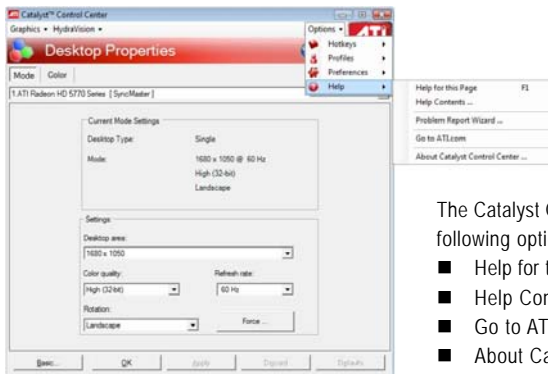 Catalyst™ Control Center
Graphics • HydraVision •
Options •
ATI
Desktop Properties
Hotkeys
Profiles
Preferences
Help
Mode Color
1.ATI Radeon HD 5770 Series [ SyncMaster ]
Help for this Page F1
Help Contents ...
Problem Report Wizard ...
Go to ATI.com
About Catalyst Control Center ...
Current Mode Settings
Desktop Type: Single
Mode: 1680 x 1050 @ 60 Hz
High (32-bit)
Landscape
Settings
Desktop area:
1680 x 1050
Color quality: Refresh rate:
High (32-bit) 60 Hz
Rotation:
Landscape Force ...
Basic... OK Apply Discard Defaults
The Catalyst
following opti
■ Help for t
■ Help Con
■ Go to AT
■ About Ca